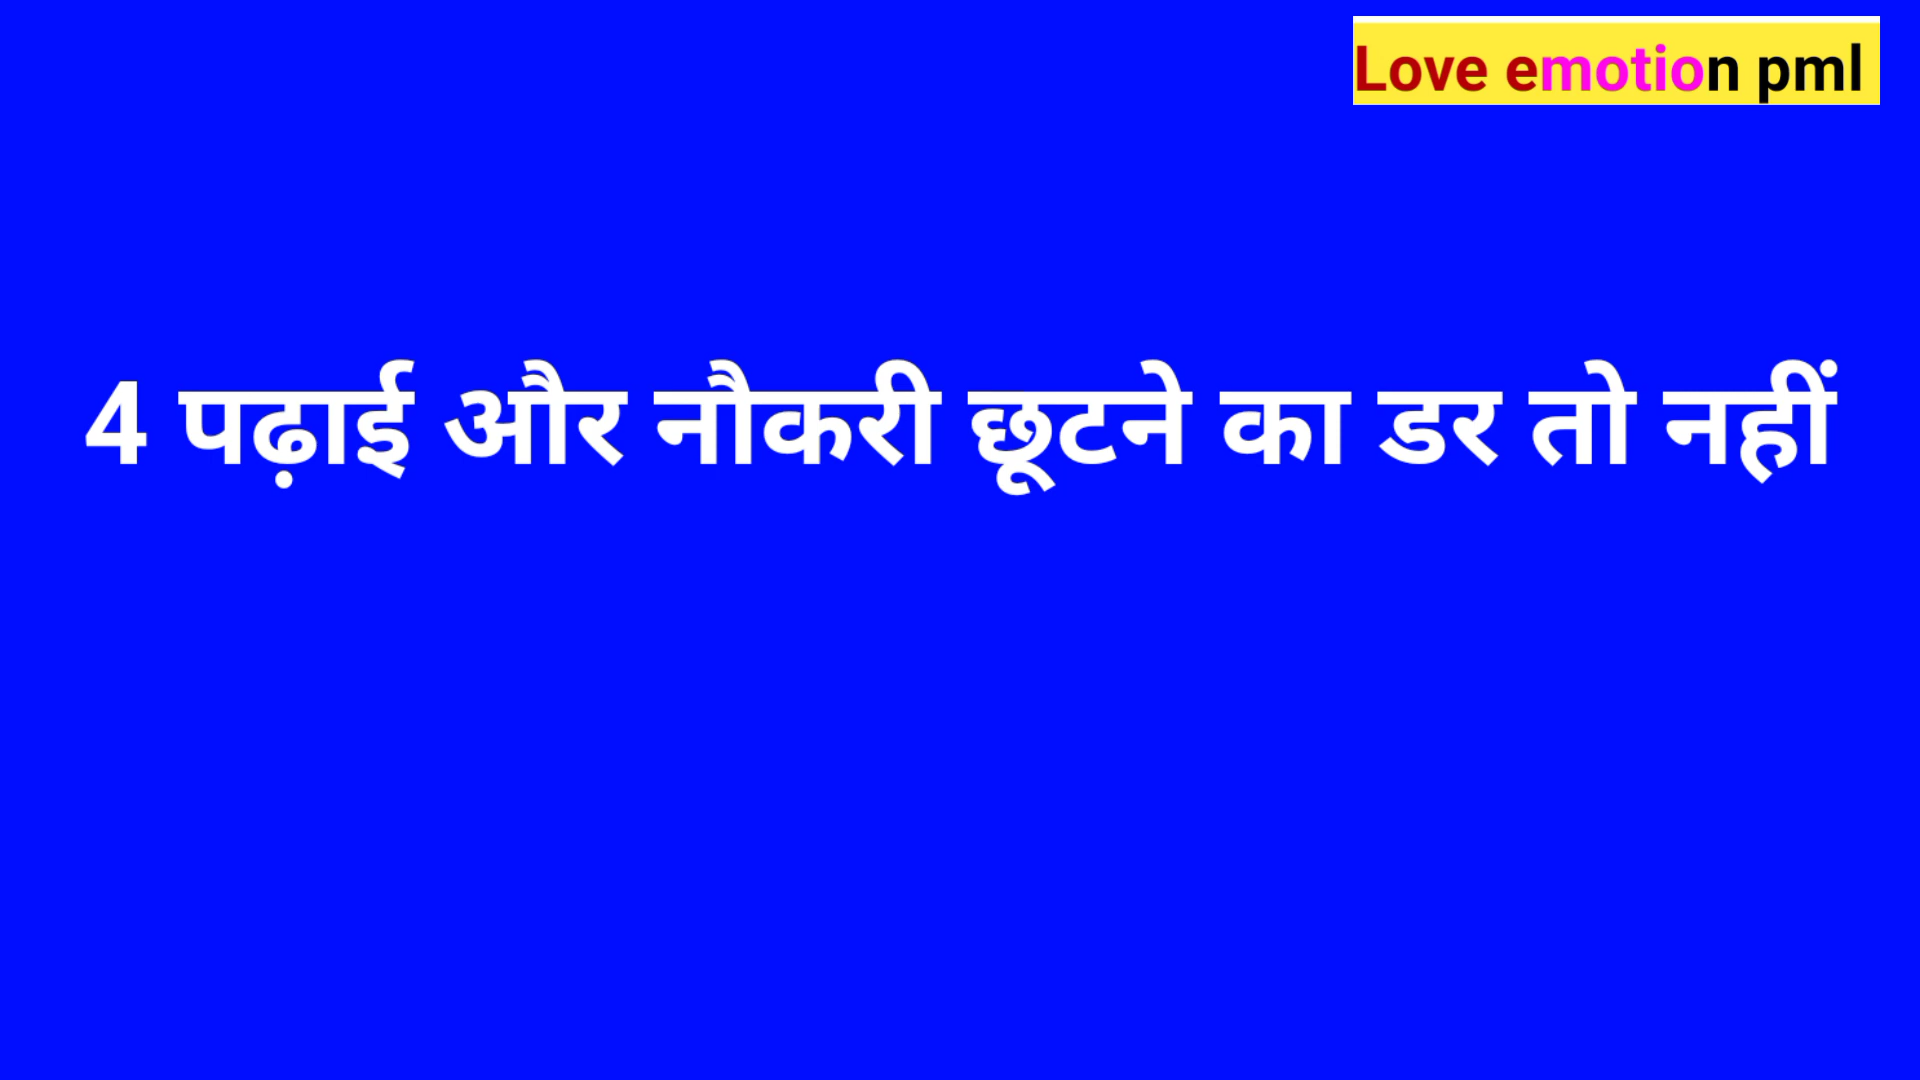 Love emotion pml
4 पढ़ाई और नौकरी छूटने का डर तो नहीं